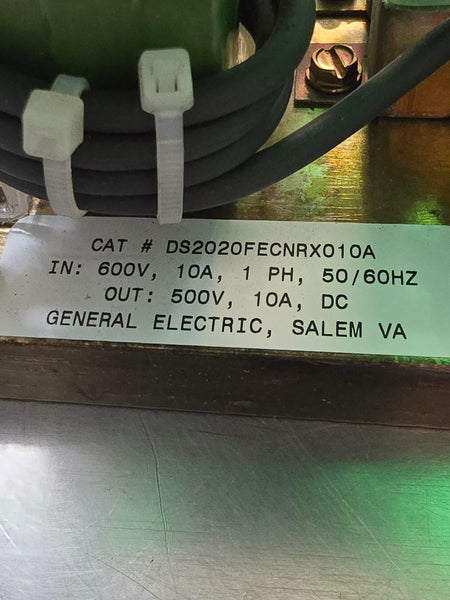 CAT # DS2020FECNRX010A
IN: 600V, 10A, 1 PH, 50/60HZ
OUT: 500V, 10A, DC
GENERAL ELECTRIC, SALEM VA